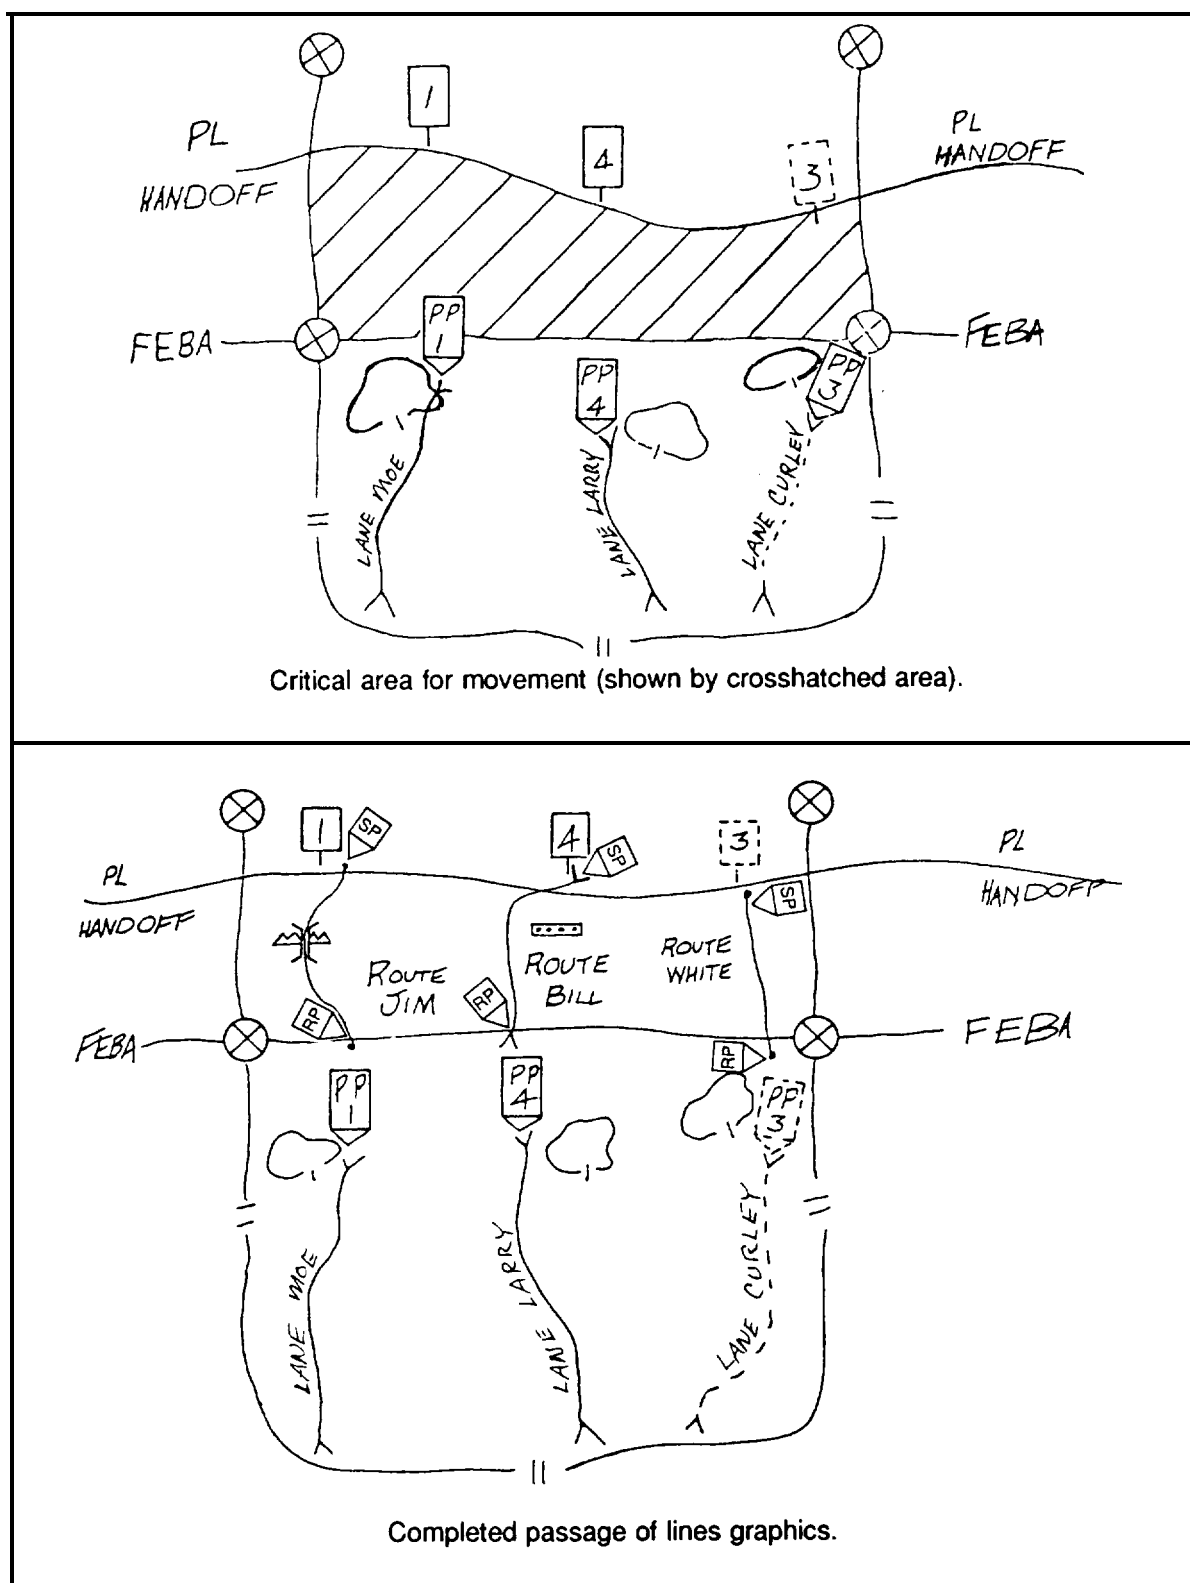 1
PL
HANDOFF
4
3
PL
HANDOFF
FEBA
PP
1
FEBA
PP
4
PP
3
LANE MOE
LANE LARRY
LANE CURLEY
Critical area for movement (shown by crosshatched area).
1
SP
4
SP
3
PL
HANDOFF
PL
HANDOFF
SP
ROUTE
JIM
ROUTE
BILL
ROUTE
WHITE
RP
RP
FEBA
FEBA
RP
PP
1
PP
4
PP
3
LANE MOE
LANE LARRY
LANE CURLEY
Completed passage of lines graphics.